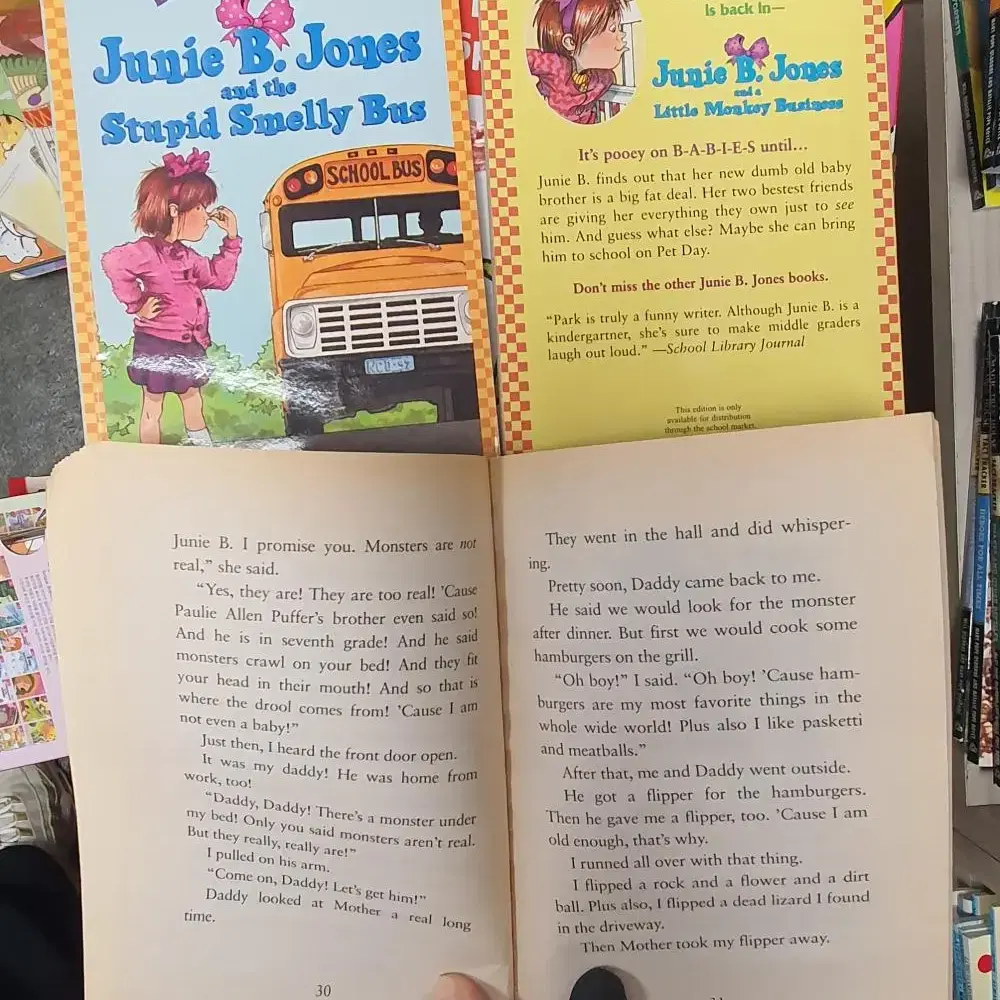 Junie B. Jones
and the
Stupid Smelly Bus
SCHOOL BUS
is back in—
Junie B. Jones
and a
Little Monkey Business
It's pooey on B-A-B-I-E-S until...
Junie B. finds out that her new dumb old baby
brother is a big fat deal. Her two bestest friends
are giving her everything they own just to see
him. And guess what else? Maybe she can bring
him to school on Pet Day.
Don't miss the other Junie B. Jones books.
“Park is truly a funny writer. Although Junie B. is a
kindergartner, she's sure to make middle graders
laugh out loud.” —School Library Journal
This edition is only
available for distribution
through the school market.
Junie B. I promise you. Monsters are not
real,” she said.
“Yes, they are! They are too real! 'Cause
Paulie Allen Puffer's brother even said so!
And he is in seventh grade! And he said
monsters crawl on your bed! And they fit
your head in their mouth! And so that is
where the drool comes from! 'Cause I am
not even a baby!”
Just then, I heard the front door open.
It was my daddy! He was home from
work, too!
“Daddy, Daddy! There's a monster under
my bed! Only you said monsters aren't real.
But they really, really are!”
I pulled on his arm.
“Come on, Daddy! Let's get him!”
Daddy looked at Mother a real long
time.
30
They went in the hall and did whisper-
ing.
Pretty soon, Daddy came back to me.
He said we would look for the monster
after dinner. But first we would cook some
hamburgers on the grill.
“Oh boy!” I said. “Oh boy! 'Cause ham-
burgers are my most favorite things in the
whole wide world! Plus also I like pasketti
and meatballs.”
After that, me and Daddy went outside.
He got a flipper for the hamburgers.
Then he gave me a flipper, too. 'Cause I am
old enough, that's why.
I runned all over with that thing.
I flipped a rock and a flower and a dirt
ball. Plus also, I flipped a dead lizard I found
in the driveway.
Then Mother took my flipper away.